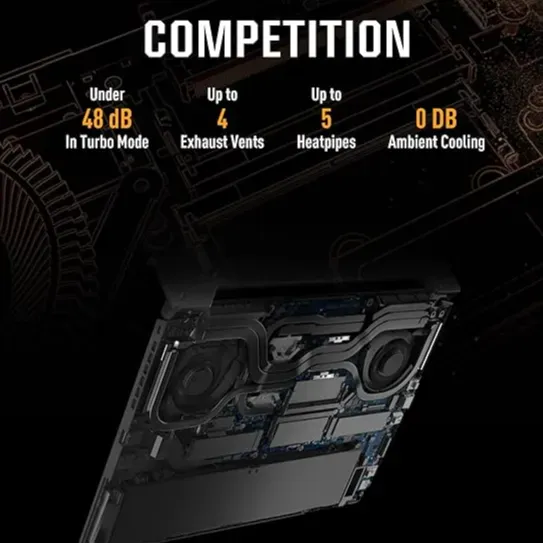 COMPETITION
Under
48 dB
In Turbo Mode
Up to
4
Exhaust Vents
Up to
5
Heatpipes
0 DB
Ambient Cooling